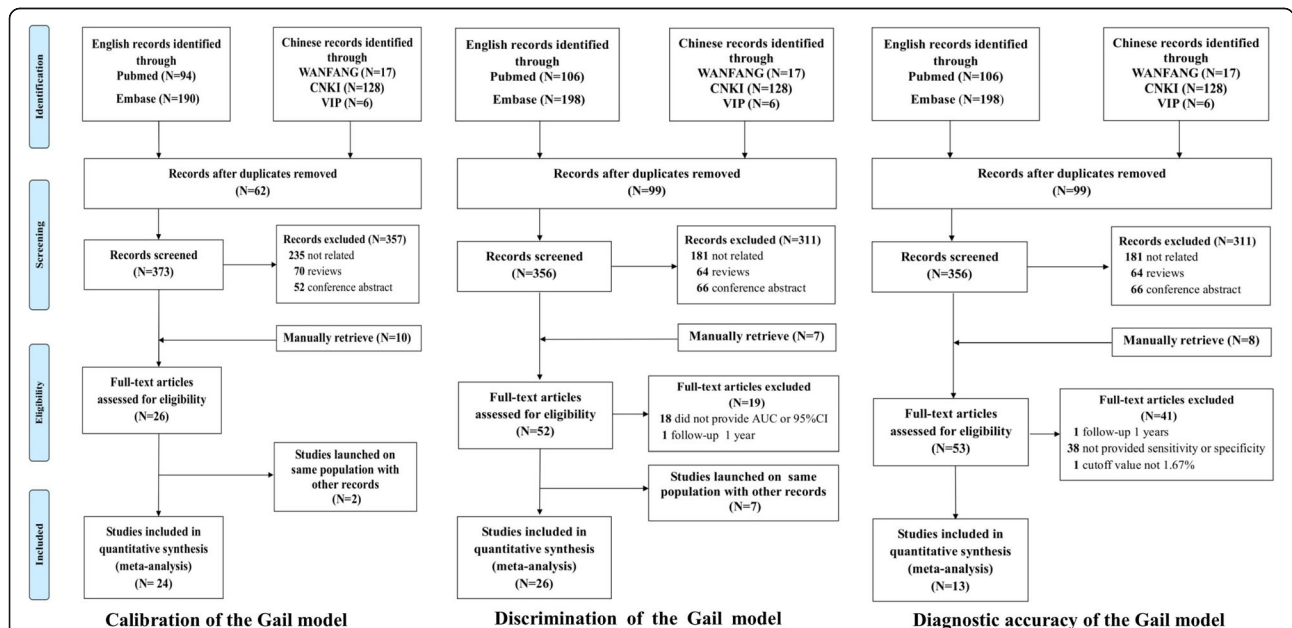 Identification
Screening
Eligibility
Included
English records identified
through
Pubmed (N=94)
Embase (N=190)
Chinese records identified
through
WANFANG (N=17)
CNKI (N=128)
VIP (N=6)
Records after duplicates removed
(N=62)
Records screened
(N=373)
Records excluded (N=357)
235 not related
70 reviews
52 conference abstract
Manually retrieve (N=10)
Full-text articles
assessed for eligibility
(N=26)
Studies launched on
same population with
other records
(N=2)
Studies included in
quantitative synthesis
(meta-analysis)
(N= 24)
Calibration of the Gail model
English records identified
through
Pubmed (N=106)
Embase (N=198)
Chinese records identified
through
WANFANG (N=17)
CNKI (N=128)
VIP (N=6)
Records after duplicates removed
(N=99)
Records screened
(N=356)
Records excluded (N=311)
181 not related
64 reviews
66 conference abstract
Manually retrieve (N=7)
Full-text articles
assessed for eligibility
(N=52)
Full-text articles excluded
(N=19)
18 did not provide AUC or 95%CI
1 follow-up 1 year
Studies launched on same
population with other records
(N=7)
Studies included in
quantitative synthesis
(meta-analysis)
(N=26)
Discrimination of the Gail model
English records identified
through
Pubmed (N=106)
Embase (N=198)
Chinese records identified
through
WANFANG (N=17)
CNKI (N=128)
VIP (N=6)
Records after duplicates removed
(N=99)
Records screened
(N=356)
Records excluded (N=311)
181 not related
64 reviews
66 conference abstract
Manually retrieve (N=8)
Full-text articles
assessed for eligibility
(N=53)
Full-text articles excluded
(N=41)
1 follow-up 1 years
38 not provided sensitivity or specificity
1 cutoff value not 1.67%
Studies included in
quantitative synthesis
(meta-analysis)
(N=13)
Diagnostic accuracy of the Gail model